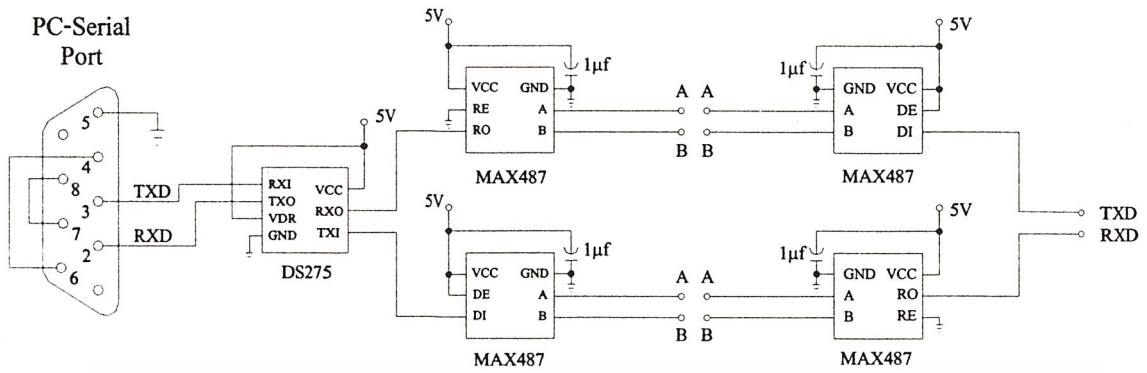 PC-Serial
Port
5
4
8
3
7
2
6
TXD
RXD
5V
RXI
TXO
VDR
GND
VCC
RXO
TXI
DS275
5V
1µf
VCC
RE
RO
GND
A
B
MAX487
A A
B B
5V
1µf
GND
A
B
VCC
DE
DI
MAX487
5V
1µf
VCC
DE
DI
GND
A
B
MAX487
A A
B B
5V
1µf
GND
A
B
VCC
RO
RE
MAX487
TXD
RXD